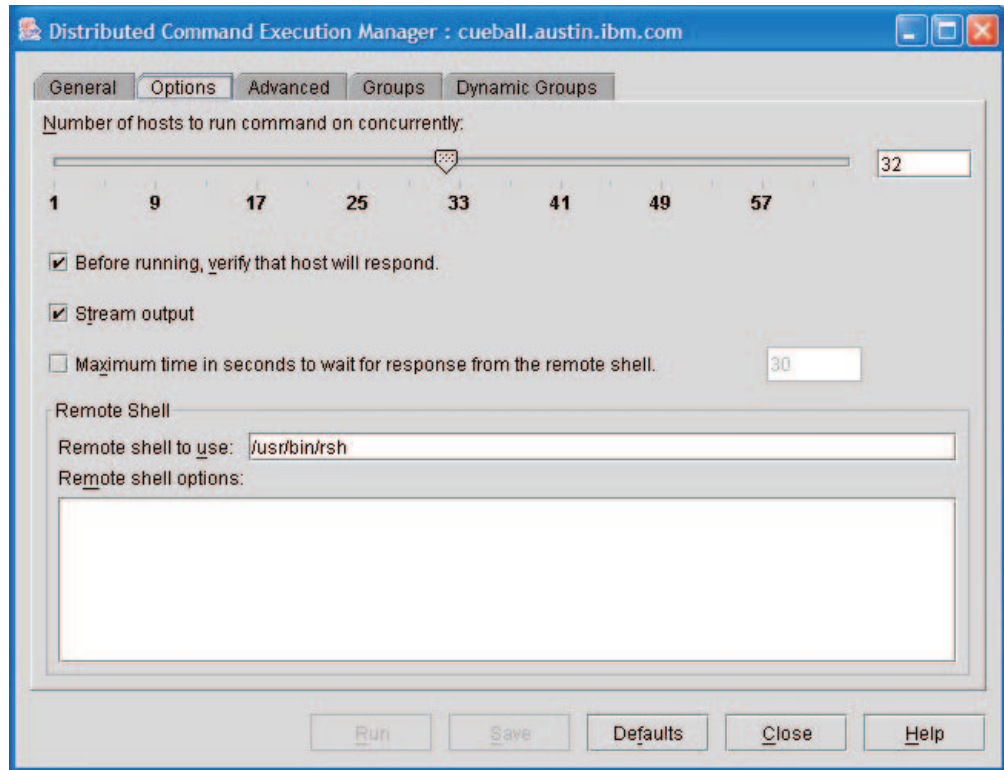 Distributed Command Execution Manager : cueball.austin.ibm.com
General Options Advanced Groups Dynamic Groups
Number of hosts to run command on concurrently:
32
1 9 17 25 33 41 49 57
Before running, verify that host will respond.
Stream output
Maximum time in seconds to wait for response from the remote shell. 30
Remote Shell
Remote shell to use: /usr/bin/rsh
Remote shell options:
Run Save Defaults Close Help